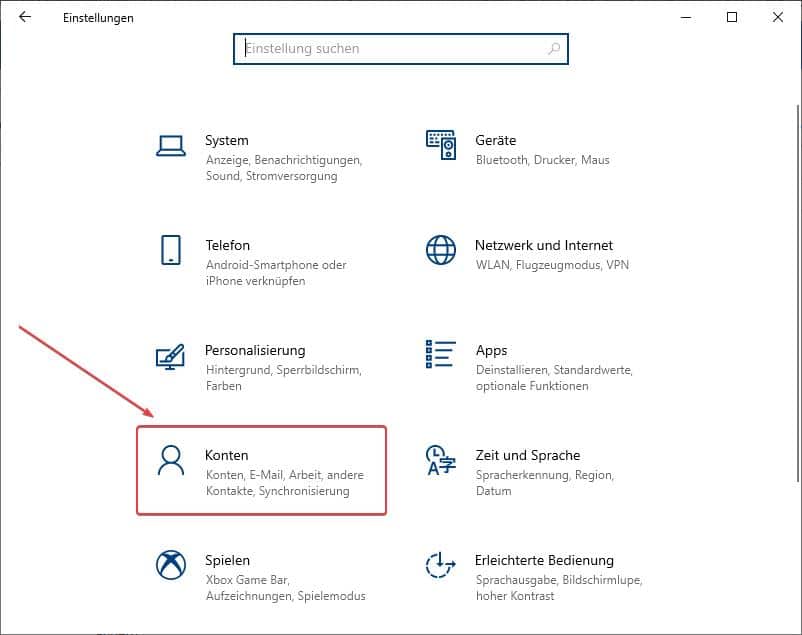 Einstellungen
Einstellung suchen
System
Anzeige, Benachrichtigungen,
Sound, Stromversorgung
Geräte
Bluetooth, Drucker, Maus
Telefon
Android-Smartphone oder
iPhone verknüpfen
Netzwerk und Internet
WLAN, Flugzeugmodus, VPN
Personalisierung
Hintergrund, Sperrbildschirm,
Farben
Apps
Deinstallieren, Standardwerte,
optionale Funktionen
Konten
Konten, E-Mail, Arbeit, andere
Kontakte, Synchronisierung
Zeit und Sprache
Spracherkennung, Region,
Datum
Spielen
Xbox Game Bar,
Aufzeichnungen, Spielemodus
Erleichterte Bedienung
Sprachausgabe, Bildschirmlupe,
hoher Kontrast